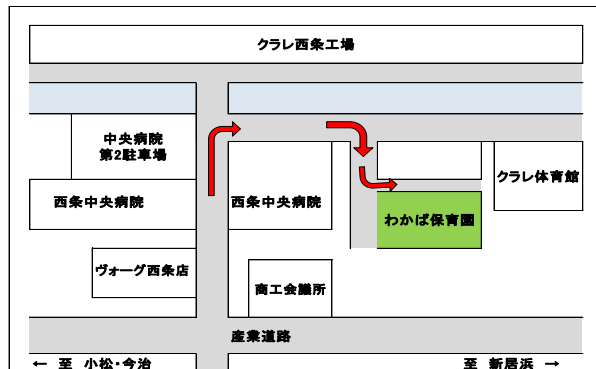 クラレ西条工場
中央病院
第2駐車場
西条中央病院
西条中央病院
クラレ体育館
わかば保育園
ヴォーグ西条店
商工会議所
産業道路
← 至 小松・今治
至 新居浜 →